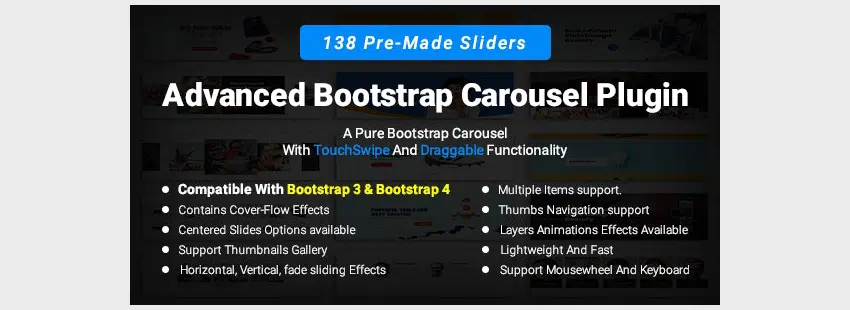 138 Pre-Made Sliders
Advanced Bootstrap Carousel Plugin
A Pure Bootstrap Carousel
With TouchSwipe And Draggable Functionality
Compatible With Bootstrap 3 & Bootstrap 4
Contains Cover-Flow Effects
Centered Slides Options available
Support Thumbnails Gallery
Horizontal, Vertical, fade sliding Effects
Multiple Items support.
Thumbs Navigation support
Layers Animations Effects Available
Lightweight And Fast
Support Mousewheel And Keyboard